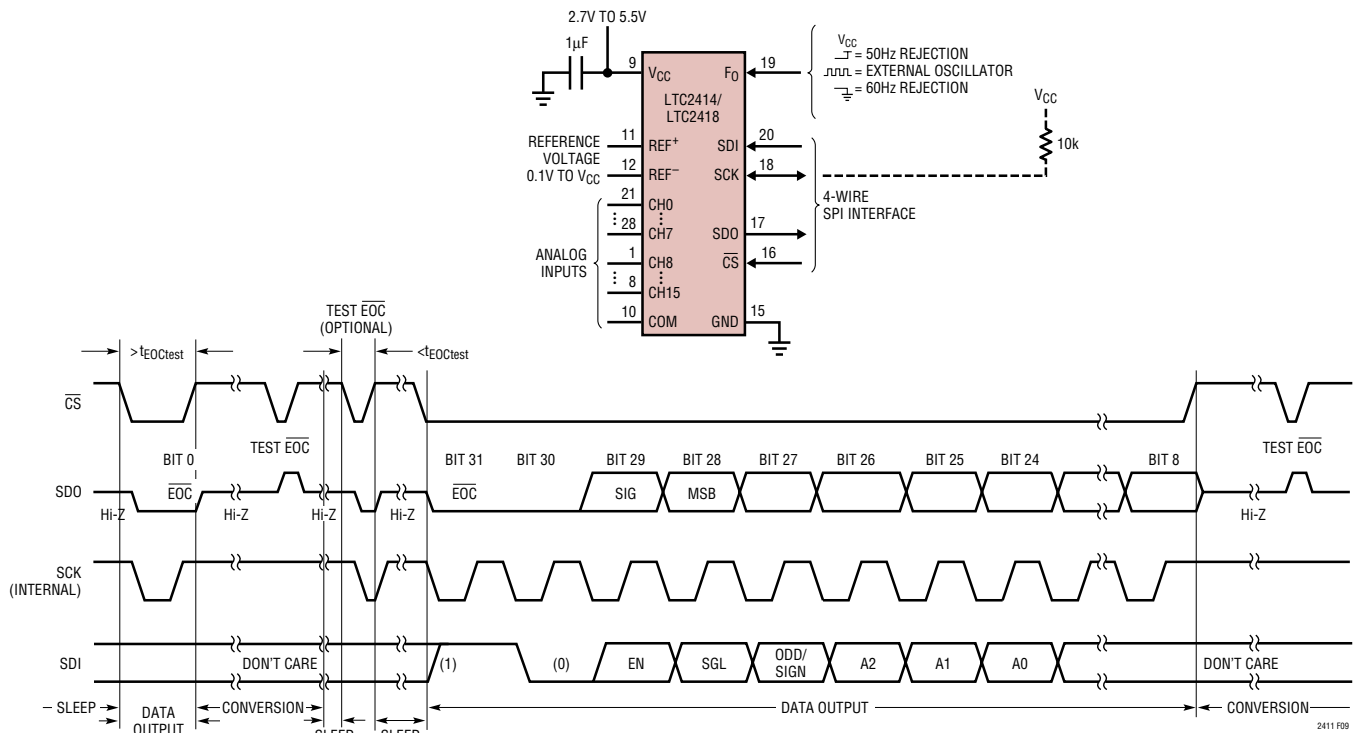 2.7V TO 5.5V
1µF
9
VCC
FO
19
VCC
= 50Hz REJECTION
= EXTERNAL OSCILLATOR
= 60Hz REJECTION
LTC2414/
LTC2418
VCC
10k
REFERENCE
VOLTAGE
0.1V TO VCC
11
REF+
12
REF–
SDI
20
SCK
18
4-WIRE
SPI INTERFACE
21
CH0
28
CH7
SDO
17
ANALOG
INPUTS
1
CH8
CS
16
8
CH15
10
COM
GND
15
TEST EOC
(OPTIONAL)
>tEOCtest
<tEOCtest
CS
TEST EOC
TEST EOC
BIT 0
BIT 31
BIT 30
BIT 29
BIT 28
BIT 27
BIT 26
BIT 25
BIT 24
BIT 8
SDO
EOC
EOC
SIG
MSB
Hi-Z
Hi-Z
Hi-Z
Hi-Z
Hi-Z
SCK
(INTERNAL)
SDI
DON'T CARE
(1)
(0)
EN
SGL
ODD/
SIGN
A2
A1
A0
DON'T CARE
SLEEP
DATA
OUTPUT
CONVERSION
SLEEP
SLEEP
DATA OUTPUT
CONVERSION
2411 F09